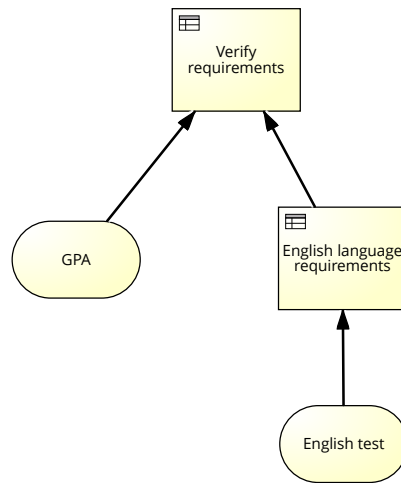 Verify
requirements
GPA
English language
requirements
English test